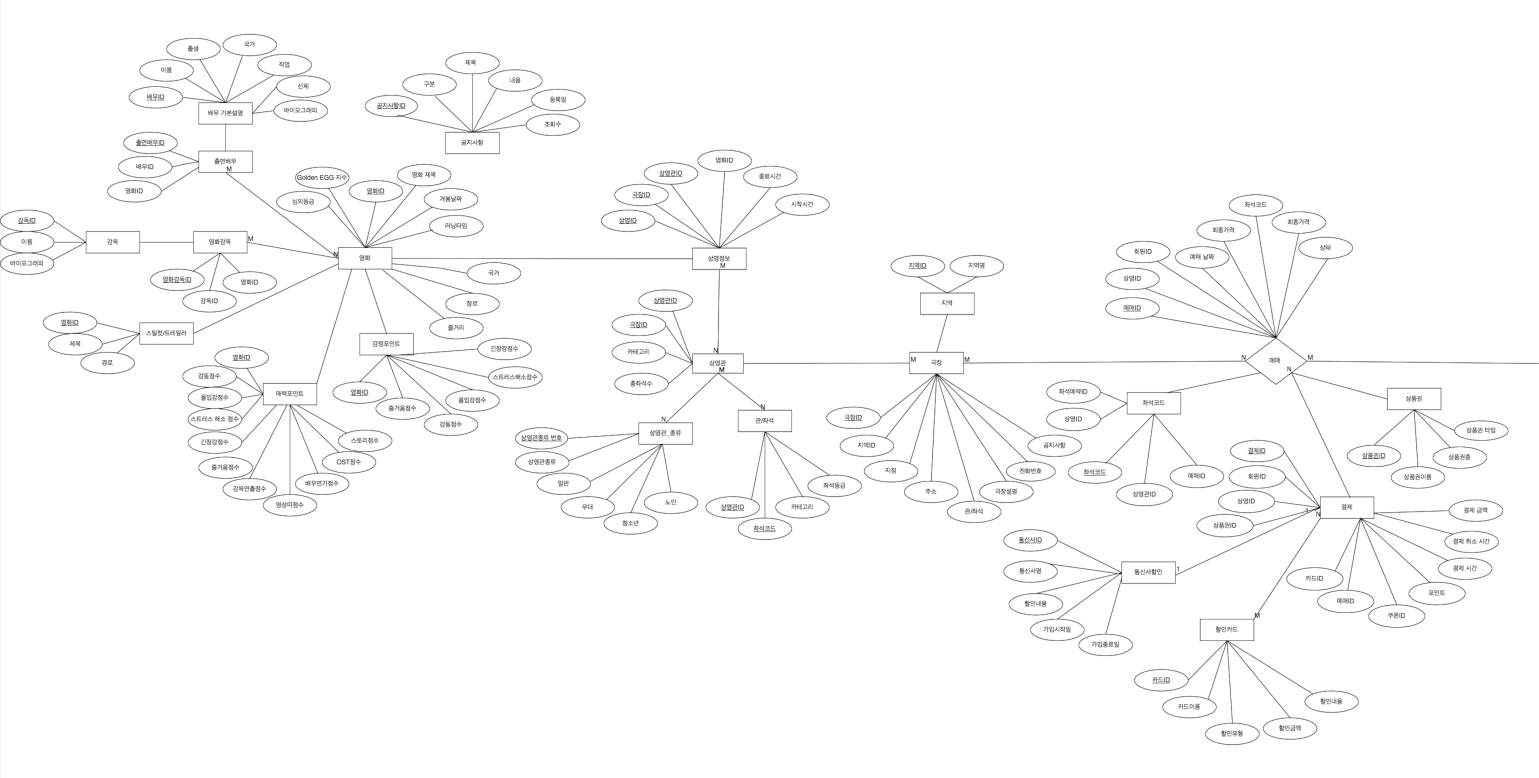 출생
국가
이름
직업
배우ID
신체
바이모그래피
배우 기본설명
제목
구분
내용
공지사항ID
등록일
조회수
공지사항
출연배우ID
배우ID
영화ID
출연배우
M
Golden EGG 지수
영화ID
영화 제목
심의등급
개봉날짜
러닝타임
감독ID
이름
바이모그래피
감독
영화감독
M
영화감독ID
감독ID
영화ID
N
영화
국가
장르
줄거리
영화ID
제목
경로
스틸컷/트레일러
감정포인트
긴장감점수
스트레스해소점수
몰입감점수
감동점수
즐거움점수
영화ID
영화ID
감동점수
몰입감점수
스트레스 해소 점수
긴장감점수
즐거움점수
감독연출점수
영상미점수
배우연기점수
OST점수
스토리점수
매력포인트
영화ID
상영관ID
종료시간
극장ID
시작시간
상영ID
상영정보
M
상영관ID
극장ID
카테고리
총좌석수
N
상영관
M
N
상영관_종류
상영관종류 번호
상영관종류
일반
우대
청소년
노인
N
관/좌석
상영관ID
좌석코드
카테고리
좌석등급
지역ID
지역명
지역
M
극장
M
극장ID
지역ID
지점
주소
관/좌석
극장설명
전화번호
공지사항
좌석코드
최종가격
최종가격
상태
회원ID
예매 날짜
상영ID
예매ID
N
예매
M
N
좌석예약ID
상영ID
좌석코드
좌석코드
상영관ID
예매ID
상품권
상품권 타입
상품권ID
상품권종
상품권이름
결제ID
회원ID
상영ID
상품권ID
1
N
결제
결제 금액
결제 취소 시간
결제 시간
포인트
쿠폰ID
예매ID
카드ID
통신사ID
통신사명
할인내용
가입시작일
가입종료일
통신사할인
1
M
할인카드
카드ID
카드이름
할인유형
할인금액
할인내용